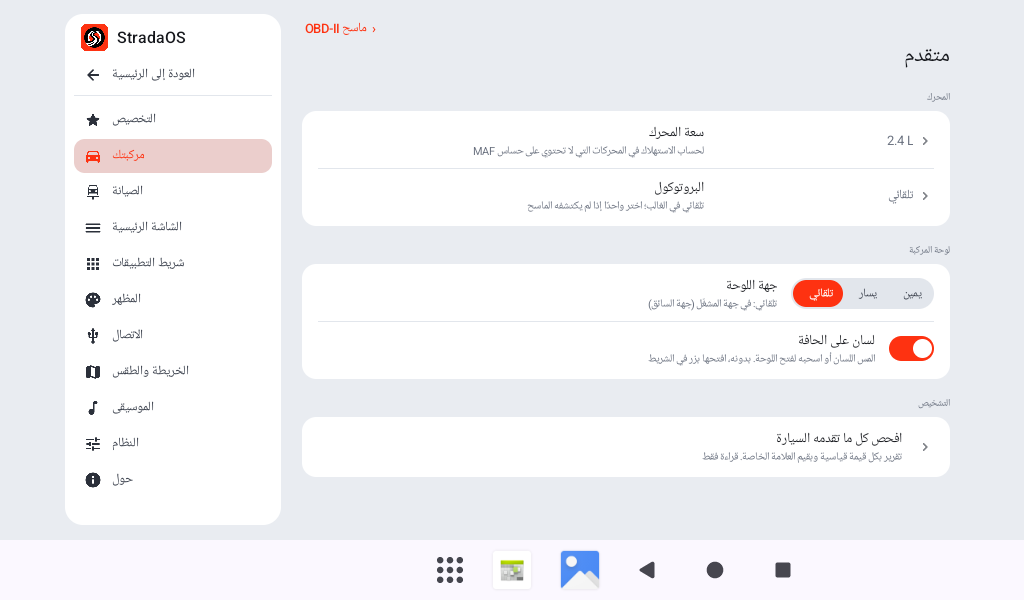 StradaOS
العودة إلى الرئيسية
التخصيص
مركبتك
الصيانة
الشاشة الرئيسية
شريط التطبيقات
المظهر
الاتصال
الخريطة والطقس
الموسيقى
النظام
حول
‹ ماسح OBD-II
متقدم
المحرك
سعة المحرك
2.4 L
لحساب الاستهلاك في المحركات التي لا تحتوي على حساس MAF
البروتوكول
تلقائي
تلقائي في الغالب؛ اختر واحدًا إذا لم يكتشفه الماسح
لوحة المركبة
جهة اللوحة
تلقائي يسار يمين
تلقائي: في جهة المشغّل (جهة السائق)
لسان على الحافة
المس اللسان أو اسحبه لفتح اللوحة. بدونه، افتحها بزر في الشريط
التشخيص
افحص كل ما تقدمه السيارة
تقرير بكل قيمة قياسية وبقيم العلامة الخاصة. قراءة فقط